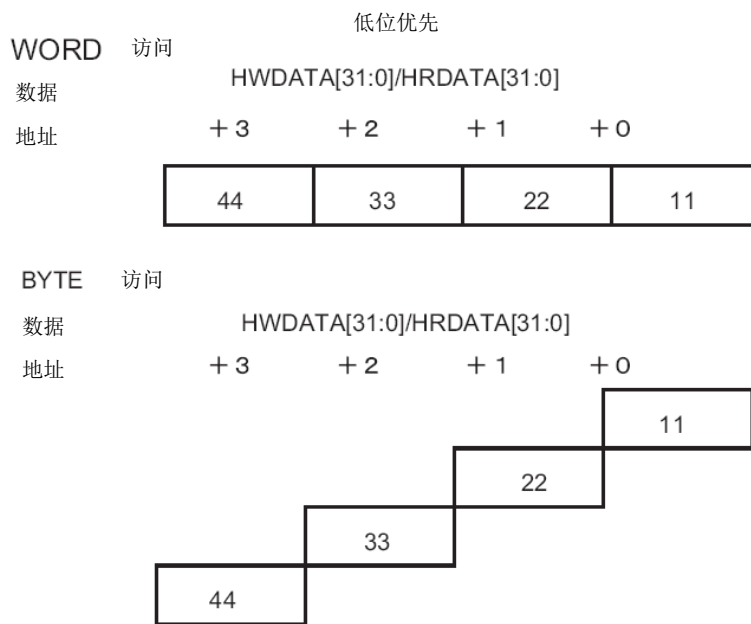 低位优先
WORD 访问
数据 HWDATA[31:0]/HRDATA[31:0]
地址 +3 +2 +1 +0
44 33 22 11
BYTE 访问
数据 HWDATA[31:0]/HRDATA[31:0]
地址 +3 +2 +1 +0
11
22
33
44